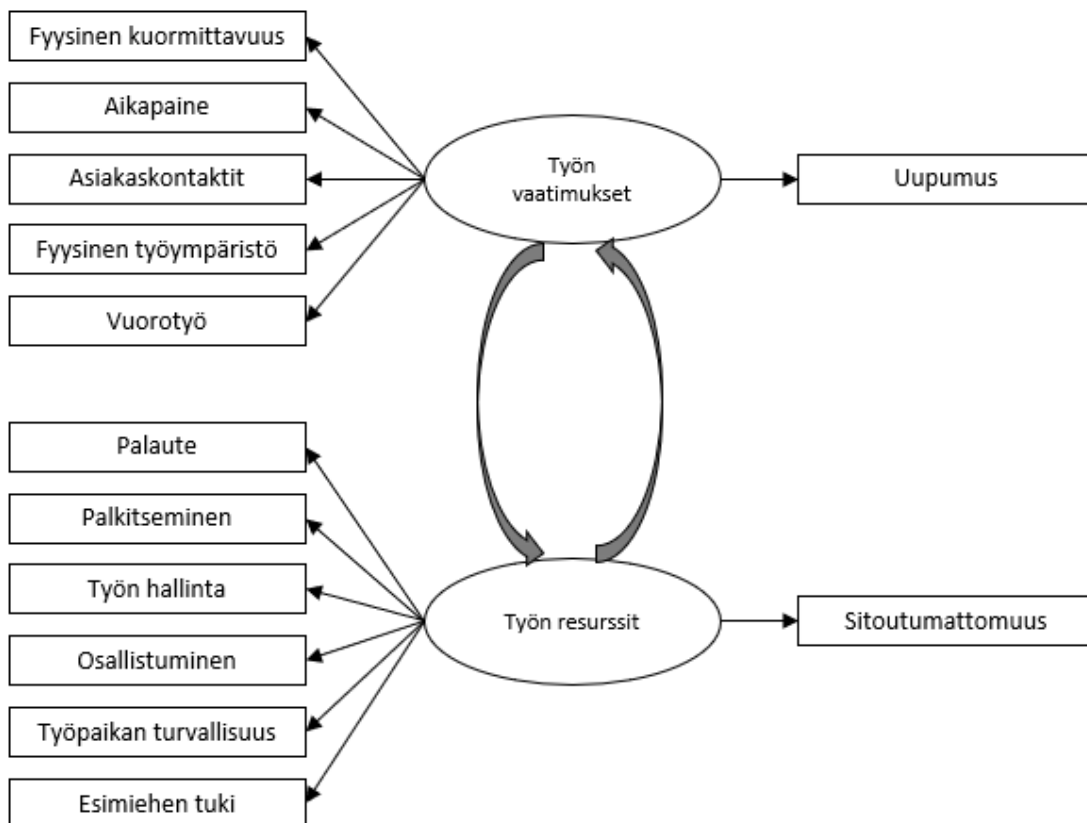 Fyysinen kuormittavuus
Aikapaine
Asiakaskontaktit
Fyysinen työympäristö
Vuorotyö
Työn
vaatimukset
Uupumus
Palaute
Palkitseminen
Työn hallinta
Osallistuminen
Työpaikan turvallisuus
Esimiehen tuki
Työn resurssit
Sitoutumattomuus